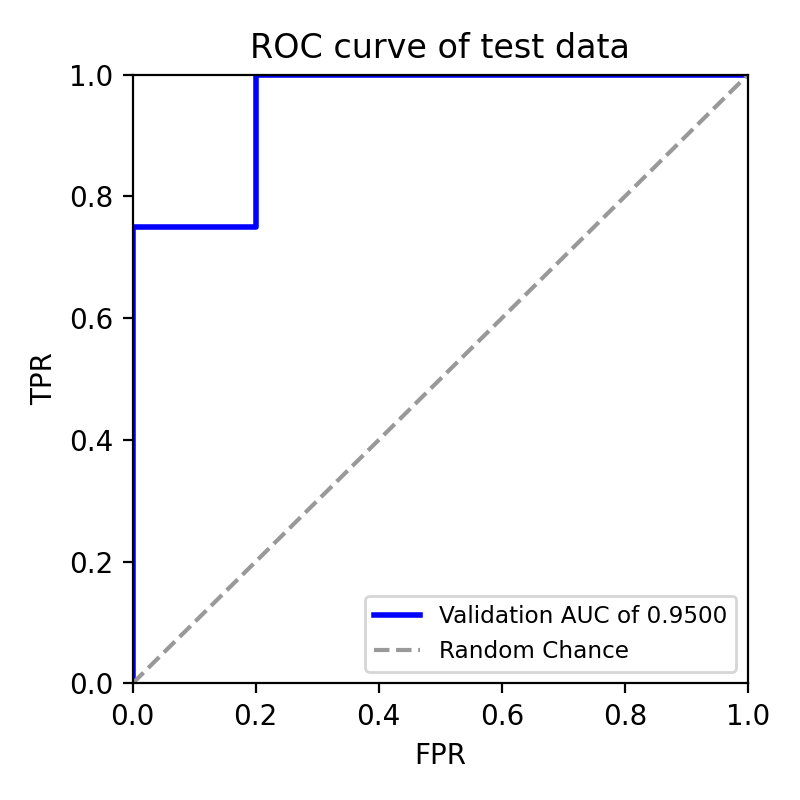 ROC curve of test data
1.0
0.8
0.6
0.4
0.2
0.0
TPR
Validation AUC of 0.9500
Random Chance
0.0 0.2 0.4 0.6 0.8 1.0
FPR